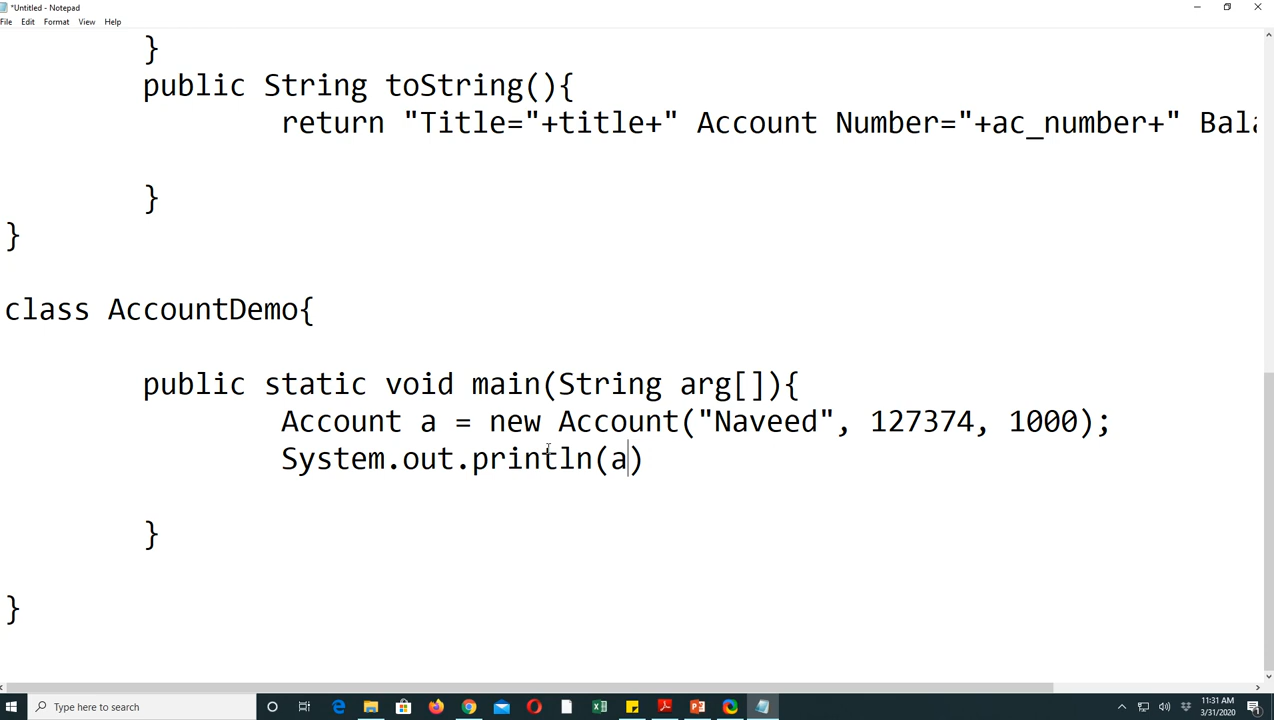 *Untitled - Notepad
File Edit Format View Help
}
public String toString(){
return "Title="+title+" Account Number="+ac_number+" Bala
}
}
class AccountDemo{
public static void main(String arg[]){
Account a = new Account("Naveed", 127374, 1000);
System.out.println(a)
}
}
Type here to search
11:31 AM
3/31/2020